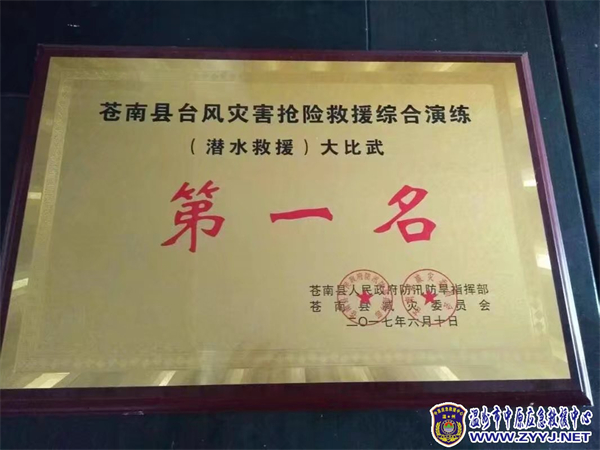 苍南县台风灾害抢险救援综合演练
（潜水救援）大比武
第一名
苍南县人民政府防汛防旱指挥部
苍南县减灾委员会
二〇一七年六月十日
温州市中原应急救援中心
WWW.ZYYJ.NET